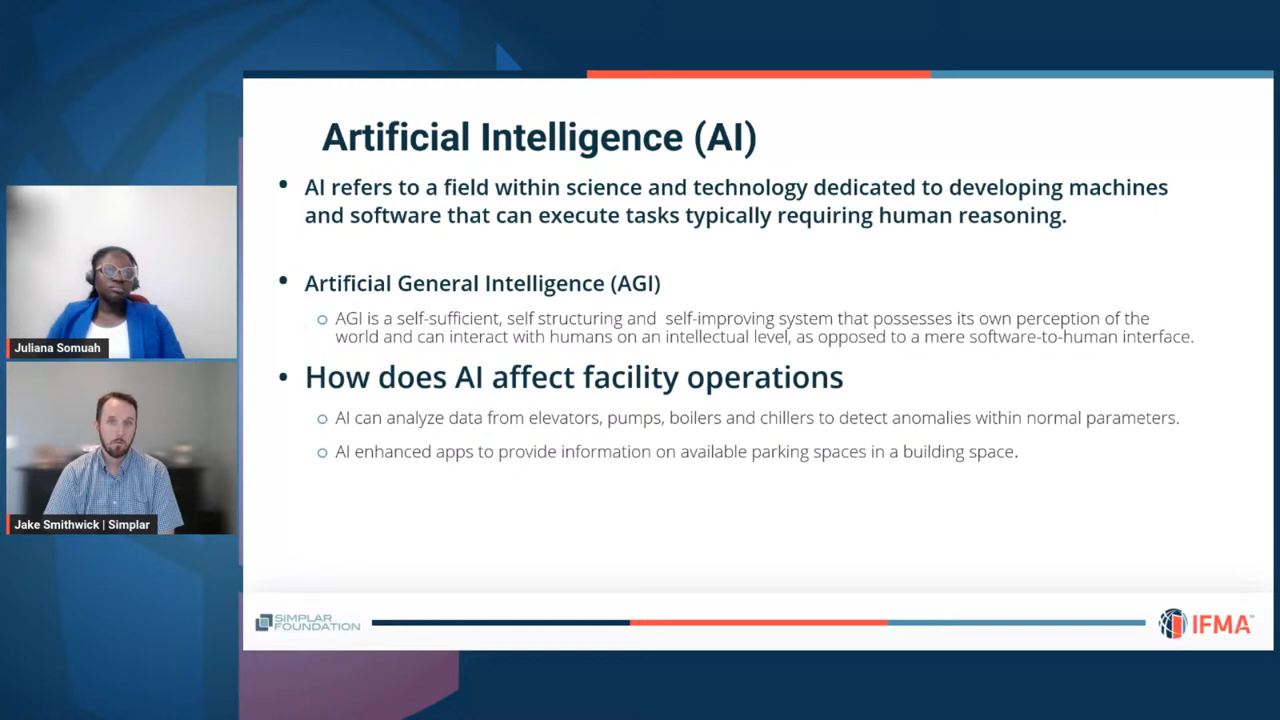 Artificial Intelligence (AI)
• AI refers to a field within science and technology dedicated to developing machines
and software that can execute tasks typically requiring human reasoning.
• Artificial General Intelligence (AGI)
○ AGI is a self-sufficient, self structuring and  self-improving system that possesses its own perception of the
world and can interact with humans on an intellectual level, as opposed to a mere software-to-human interface.
• How does AI affect facility operations
○ AI can analyze data from elevators, pumps, boilers and chillers to detect anomalies within normal parameters.
○ AI enhanced apps to provide information on available parking spaces in a building space.
Juliana Somuah
Jake Smithwick | Simplar
SIMPLAR
FOUNDATION
IFMA™